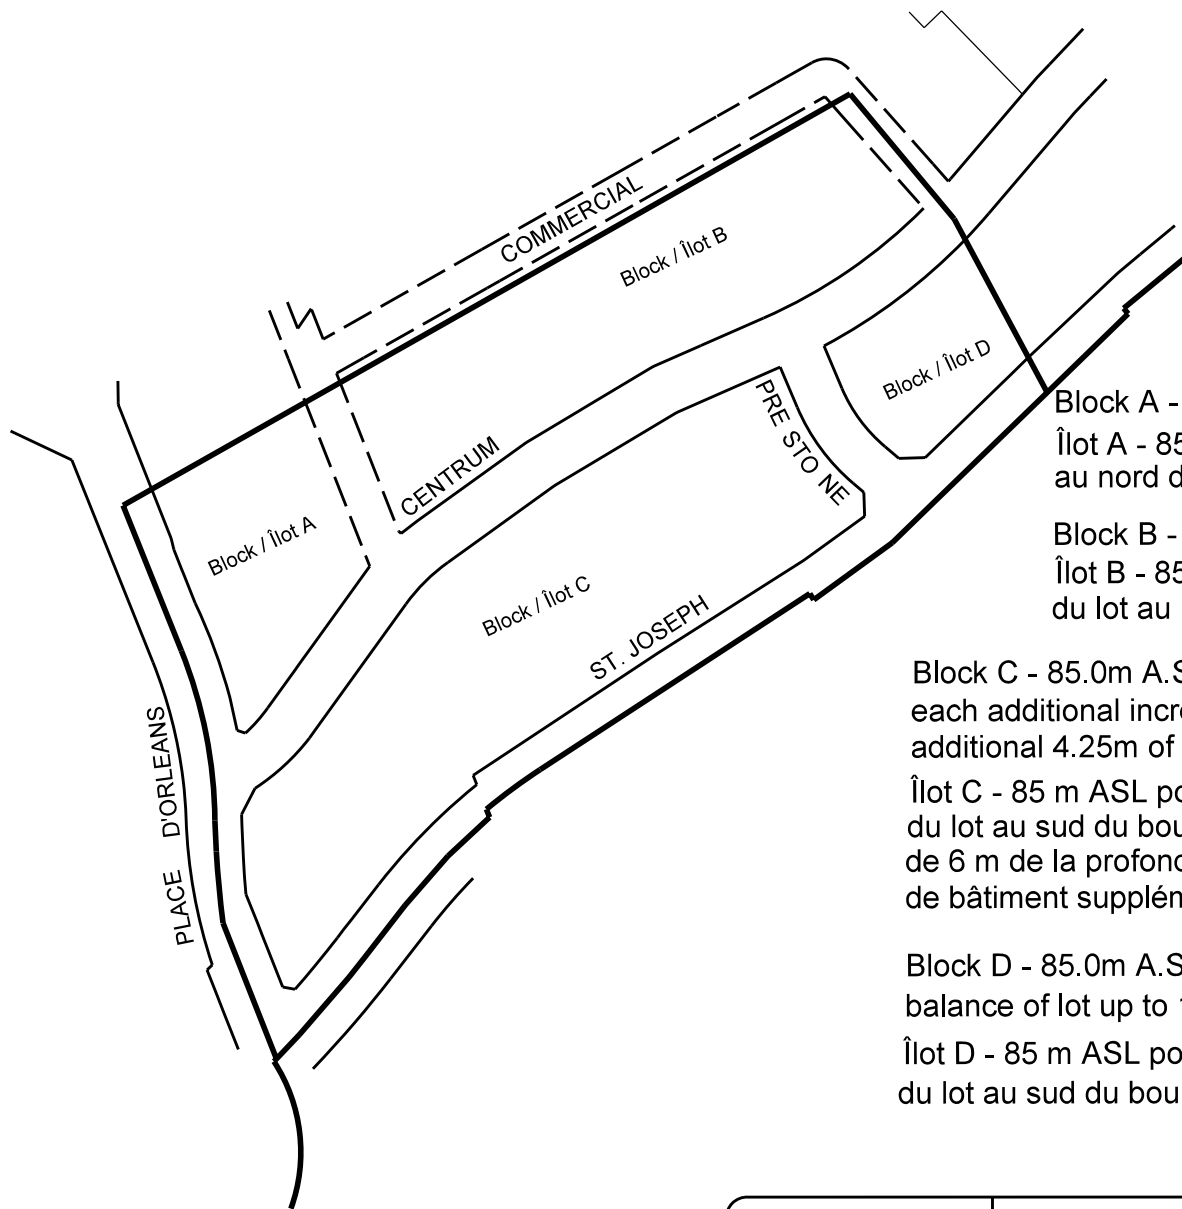 COMMERCIAL
Block / Îlot B
Block / Îlot D
PRE STO NE
CENTRUM
Block / Îlot A
Block / Îlot C
ST. JOSEPH
PLACE D'ORLEANS
Block A -
Îlot A - 85
au nord d
Block B -
Îlot B - 85
du lot au
Block C - 85.0m A.S
each additional incre
additional 4.25m of
Îlot C - 85 m ASL po
du lot au sud du bou
de 6 m de la profond
de bâtiment supplém
Block D - 85.0m A.S
balance of lot up to
Îlot D - 85 m ASL po
du lot au sud du bou